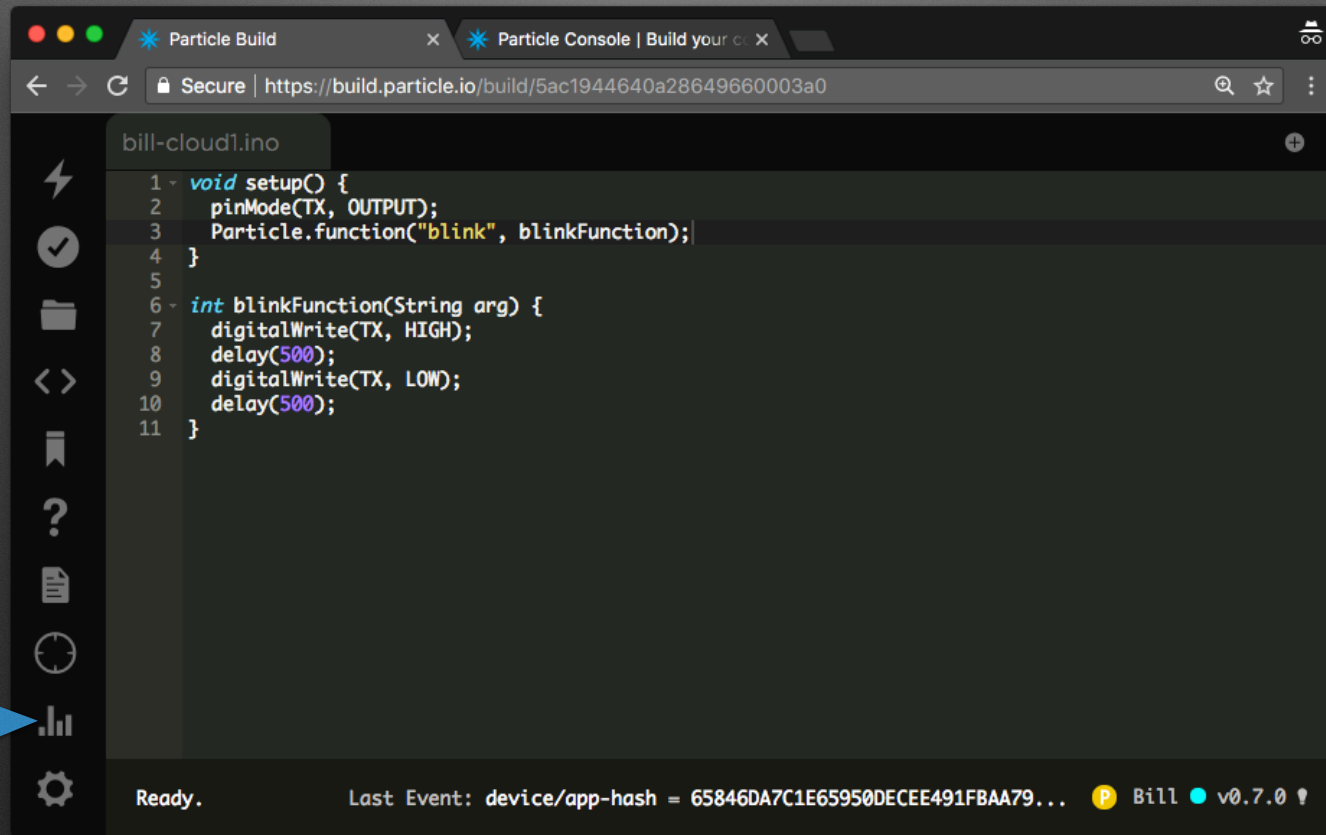 Particle Build
Particle Console | Build your co
Secure | https://build.particle.io/build/5ac1944640a28649660003a0
bill-cloud1.ino
1 void setup() {
2 pinMode(TX, OUTPUT);
3 Particle.function("blink", blinkFunction);
4 }
5
6 int blinkFunction(String arg) {
7 digitalWrite(TX, HIGH);
8 delay(500);
9 digitalWrite(TX, LOW);
10 delay(500);
11 }
Ready. Last Event: device/app-hash = 65846DA7C1E65950DECEE491FBAA79... P Bill v0.7.0